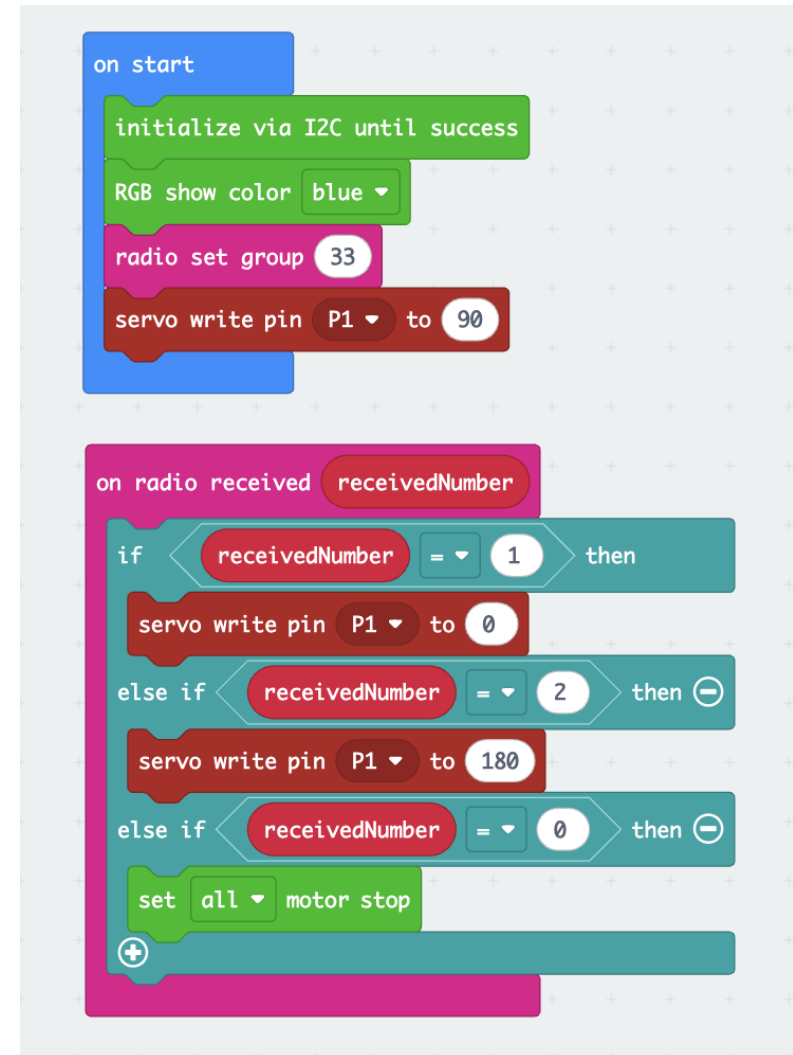 on start
initialize via I2C until success
RGB show color blue
radio set group 33
servo write pin P1 to 90
on radio received receivedNumber
if receivedNumber = 1 then
servo write pin P1 to 0
else if receivedNumber = 2 then
servo write pin P1 to 180
else if receivedNumber = 0 then
set all motor stop